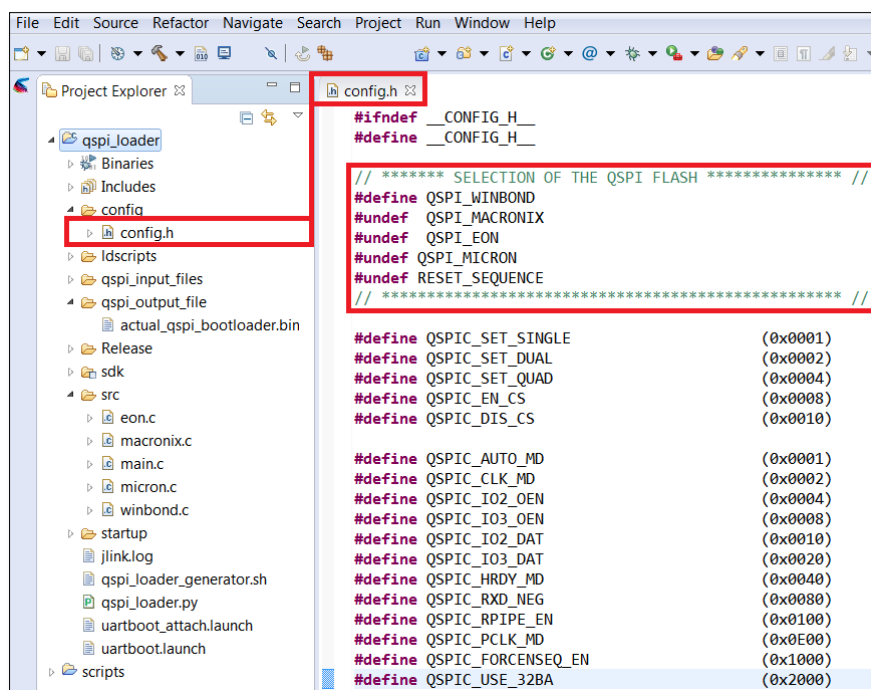 File Edit Source Refactor Navigate Search Project Run Window Help
Project Explorer
qspi_loader
Binaries
Includes
config
config.h
ldscripts
qspi_input_files
qspi_output_file
actual_qspi_bootloader.bin
Release
sdk
src
eon.c
macronix.c
main.c
micron.c
winbond.c
startup
jlink.log
qspi_loader_generator.sh
qspi_loader.py
uartboot_attach.launch
uartboot.launch
scripts
config.h
#ifndef __CONFIG_H__
#define __CONFIG_H__
// ******* SELECTION OF THE QSPI FLASH *************** //
#define QSPI_WINBOND
#undef  QSPI_MACRONIX
#undef  QSPI_EON
#undef QSPI_MICRON
#undef RESET_SEQUENCE
// *************************************************** //
#define QSPIC_SET_SINGLE (0x0001)
#define QSPIC_SET_DUAL (0x0002)
#define QSPIC_SET_QUAD (0x0004)
#define QSPIC_EN_CS (0x0008)
#define QSPIC_DIS_CS (0x0010)
#define QSPIC_AUTO_MD (0x0001)
#define QSPIC_CLK_MD (0x0002)
#define QSPIC_IO2_OEN (0x0004)
#define QSPIC_IO3_OEN (0x0008)
#define QSPIC_IO2_DAT (0x0010)
#define QSPIC_IO3_DAT (0x0020)
#define QSPIC_HRDY_MD (0x0040)
#define QSPIC_RXD_NEG (0x0080)
#define QSPIC_RPIPE_EN (0x0100)
#define QSPIC_PCLK_MD (0x0E00)
#define QSPIC_FORCENSEQ_EN (0x1000)
#define QSPIC_USE_32BA (0x2000)